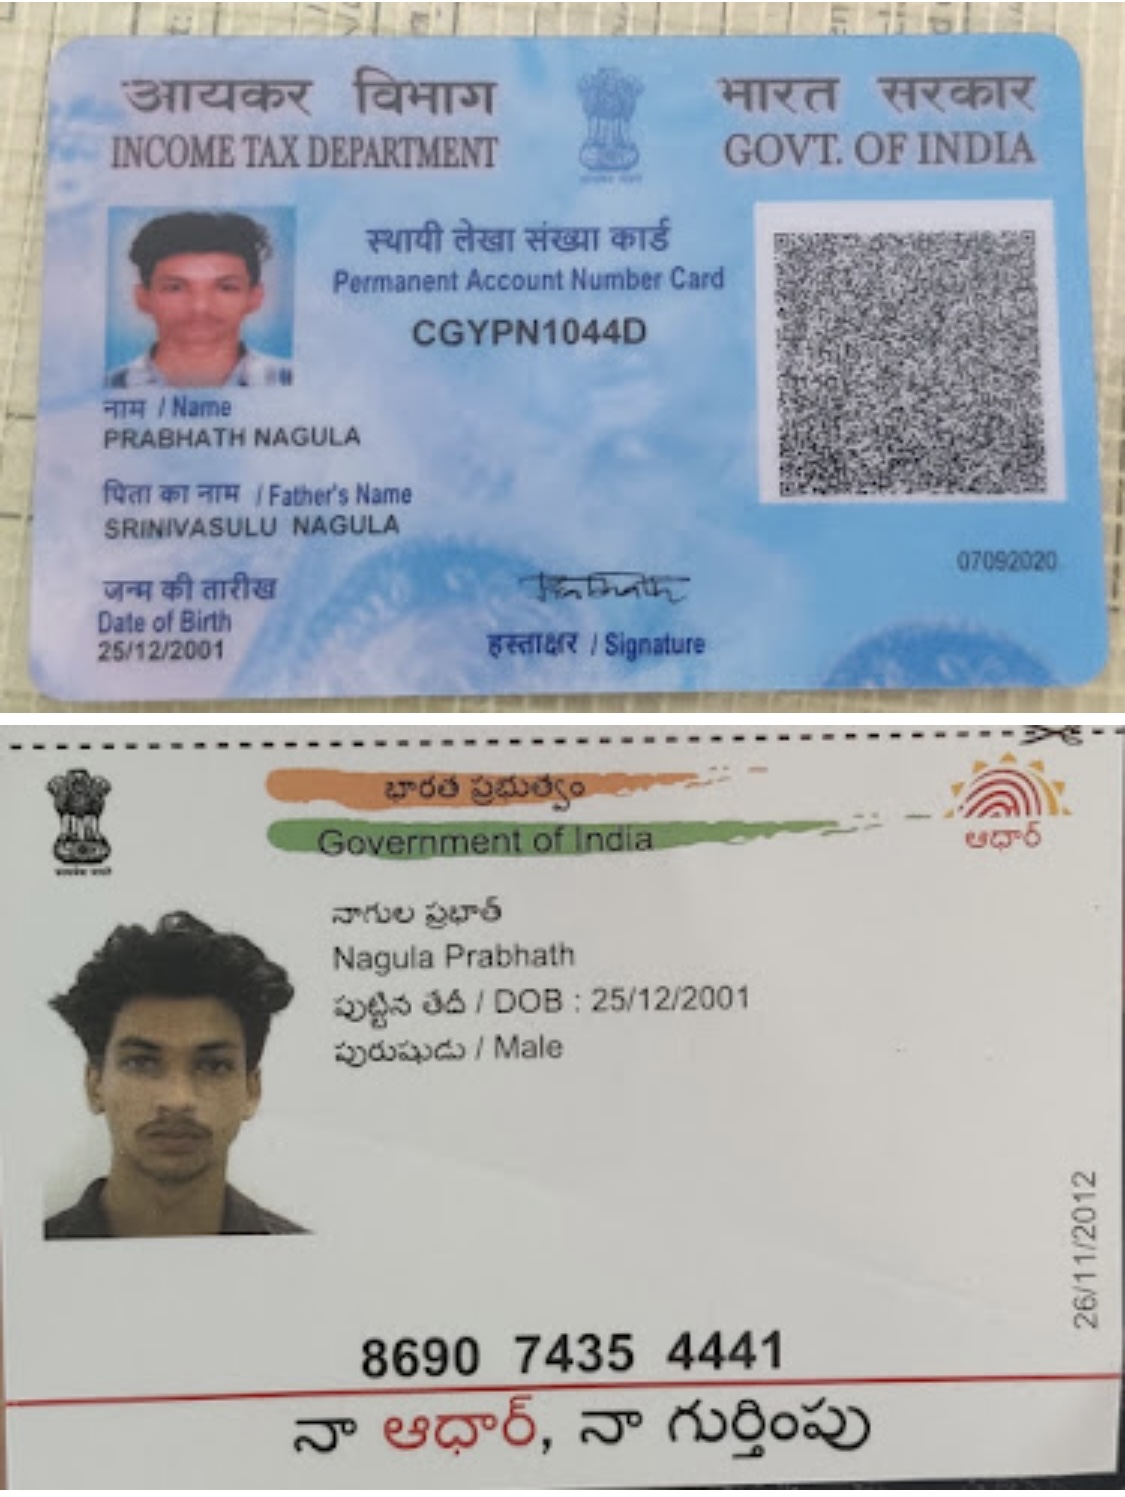 आयकर विभाग
INCOME TAX DEPARTMENT
भारत सरकार
GOVT. OF INDIA
स्थायी लेखा संख्या कार्ड
Permanent Account Number Card
CGYPN1044D
नाम / Name
PRABHATH NAGULA
पिता का नाम / Father's Name
SRINIVASULU NAGULA
जन्म की तारीख
Date of Birth
25/12/2001
हस्ताक्षर / Signature
07092020
భారత ప్రభుత్వం
Government of India
ఆధార్
నాగుల ప్రభాత్
Nagula Prabhath
పుట్టిన తేదీ / DOB : 25/12/2001
పురుషుడు / Male
26/11/2012
8690 7435 4441
నా ఆధార్, నా గుర్తింపు